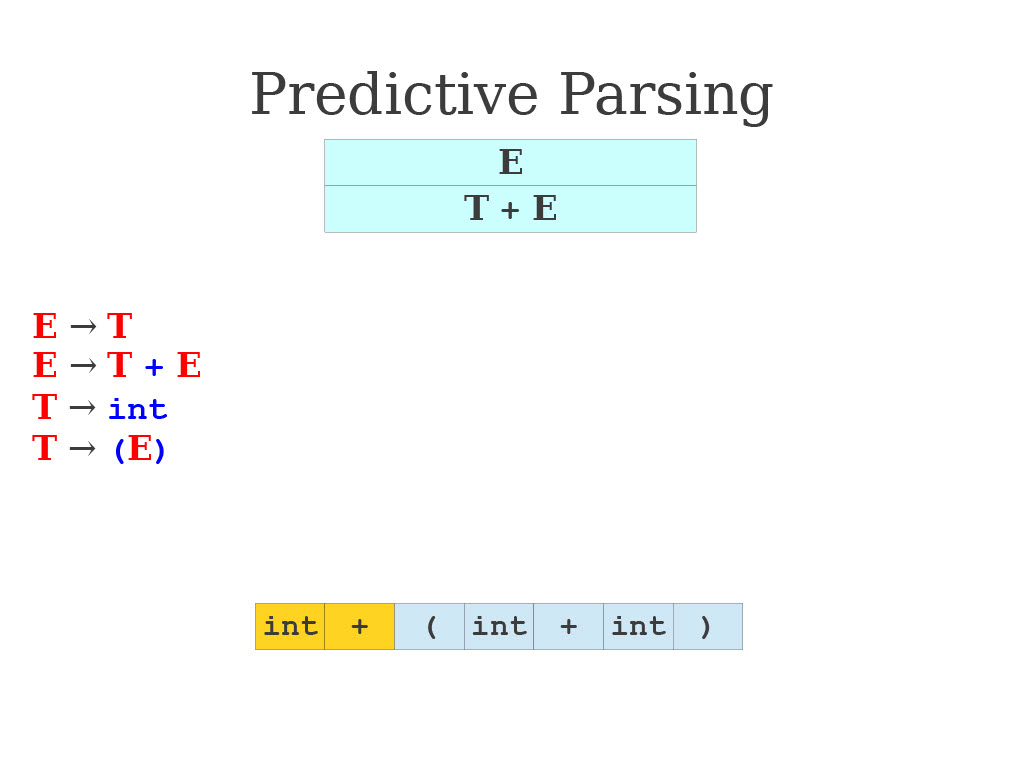 Predictive Parsing
E
T + E
E → T
E → T + E
T → int
T → (E)
int + ( int + int )